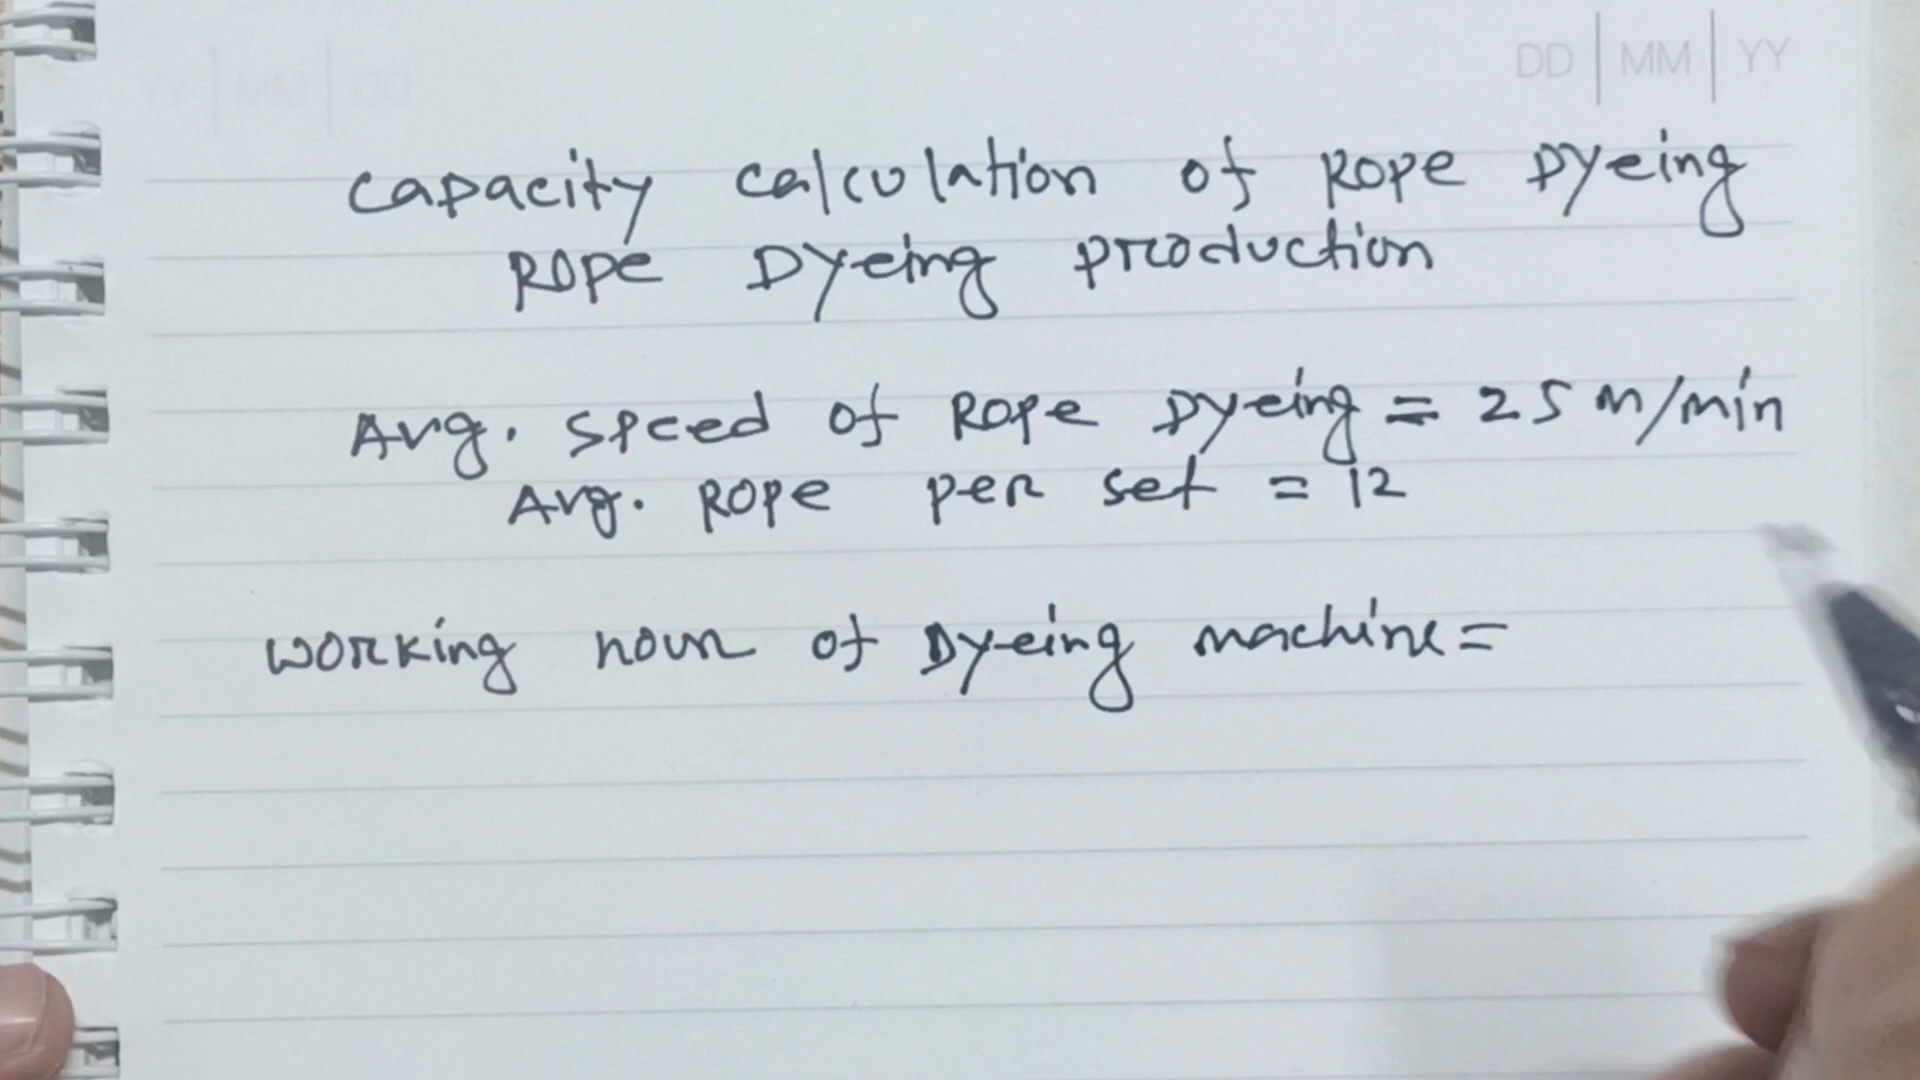 DD | MM | YY
capacity calculation of Rope Dyeing
Rope Dyeing production
Avg. speed of Rope Dyeing = 25 m/min
Avg. Rope per set = 12
working hour of Dyeing machine =